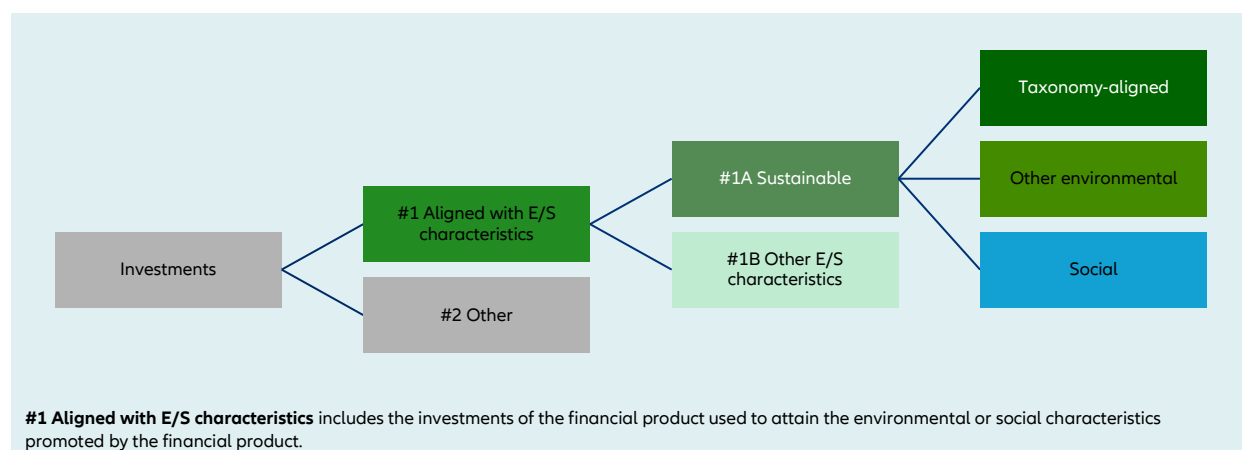 Taxonomy-aligned
#1A Sustainable
Other environmental
#1 Aligned with E/S
characteristics
#1B Other E/S
characteristics
Social
Investments
#2 Other
#1 Aligned with E/S characteristics includes the investments of the financial product used to attain the environmental or social characteristics
promoted by the financial product.